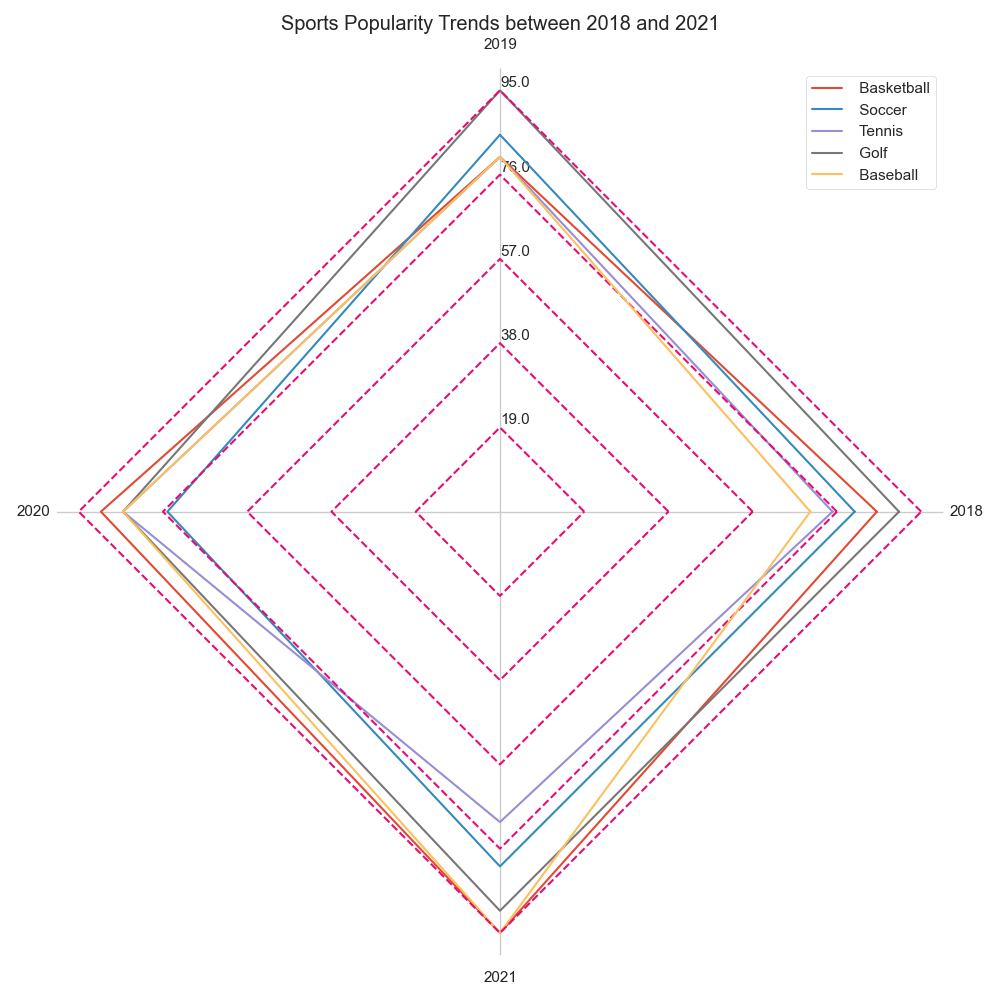 Sports Popularity Trends between 2018 and 2021
2019
95.0
76.0
57.0
38.0
19.0
Basketball
Soccer
Tennis
Golf
Baseball
2020
2018
2021